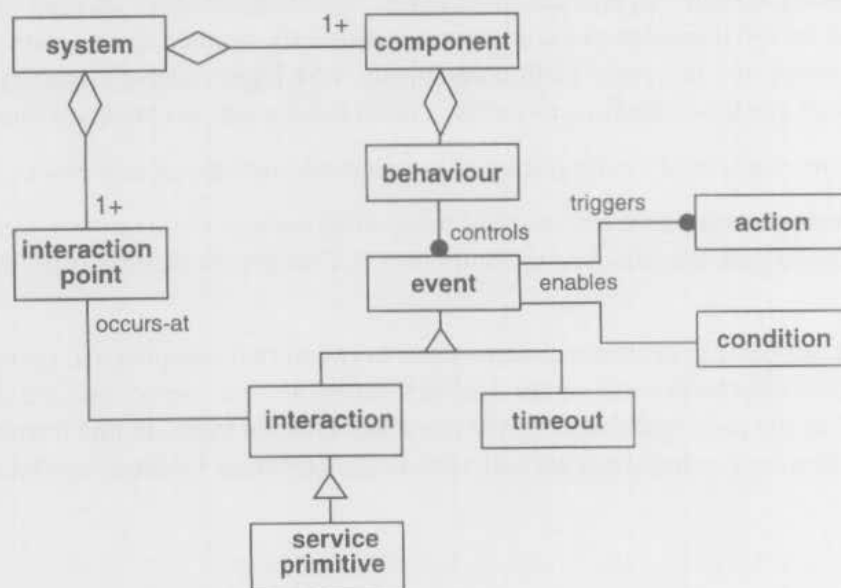 system
1+
component
behaviour
1+
triggers
action
interaction
point
controls
event
enables
occurs-at
condition
interaction
timeout
service
primitive